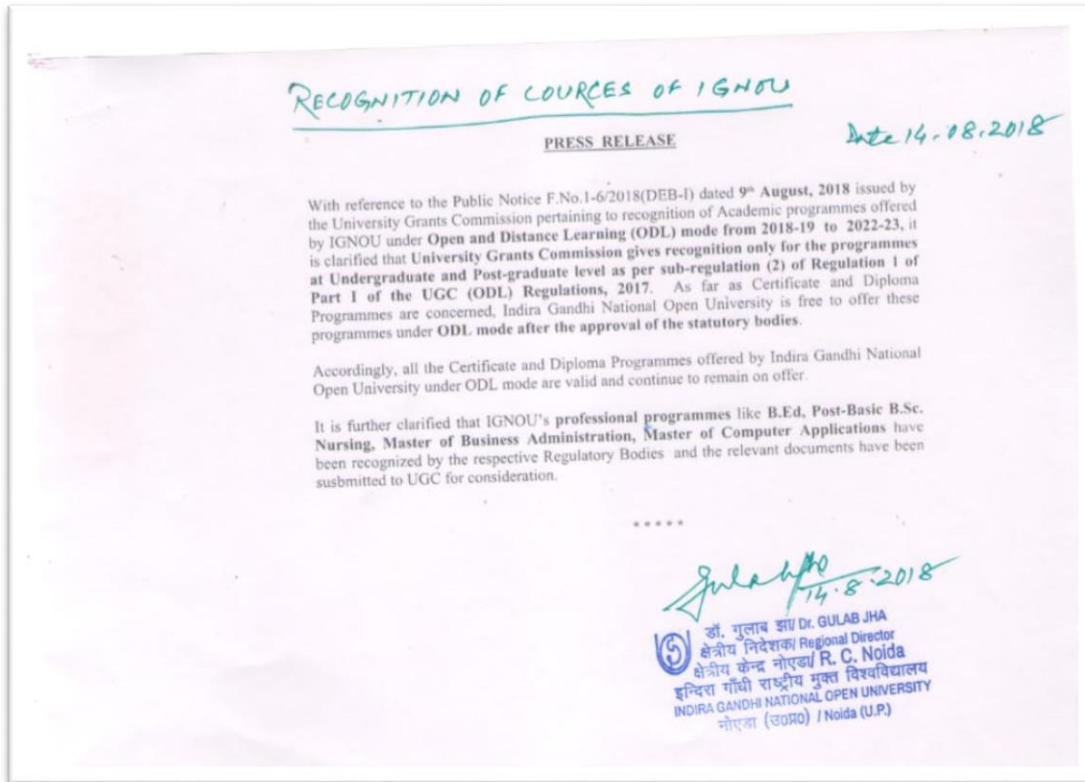 RECOGNITION OF COURCES OF IGNOU
PRESS RELEASE
Date 14.08.2018
With reference to the Public Notice F.No.1-6/2018(DEB-I) dated 9th August, 2018 issued by
the University Grants Commission pertaining to recognition of Academic programmes offered
by IGNOU under Open and Distance Learning (ODL) mode from 2018-19 to 2022-23, it
is clarified that University Grants Commission gives recognition only for the programmes
at Undergraduate and Post-graduate level as per sub-regulation (2) of Regulation 1 of
Part I of the UGC (ODL) Regulations, 2017. As far as Certificate and Diploma
Programmes are concerned, Indira Gandhi National Open University is free to offer these
programmes under ODL mode after the approval of the statutory bodies.
Accordingly, all the Certificate and Diploma Programmes offered by Indira Gandhi National
Open University under ODL mode are valid and continue to remain on offer.
It is further clarified that IGNOU's professional programmes like B.Ed, Post-Basic B.Sc.
Nursing, Master of Business Administration, Master of Computer Applications have
been recognized by the respective Regulatory Bodies and the relevant documents have been
susbmitted to UGC for consideration.
*****
Gulab Jha
14.8.2018
डॉ. गुलाब झा/ Dr. GULAB JHA
क्षेत्रीय निदेशक/ Regional Director
क्षेत्रीय केन्द्र नोएडा/ R. C. Noida
इन्दिरा गाँधी राष्ट्रीय मुक्त विश्वविद्यालय
INDIRA GANDHI NATIONAL OPEN UNIVERSITY
नोएडा (उ०प्र०) / Noida (U.P.)